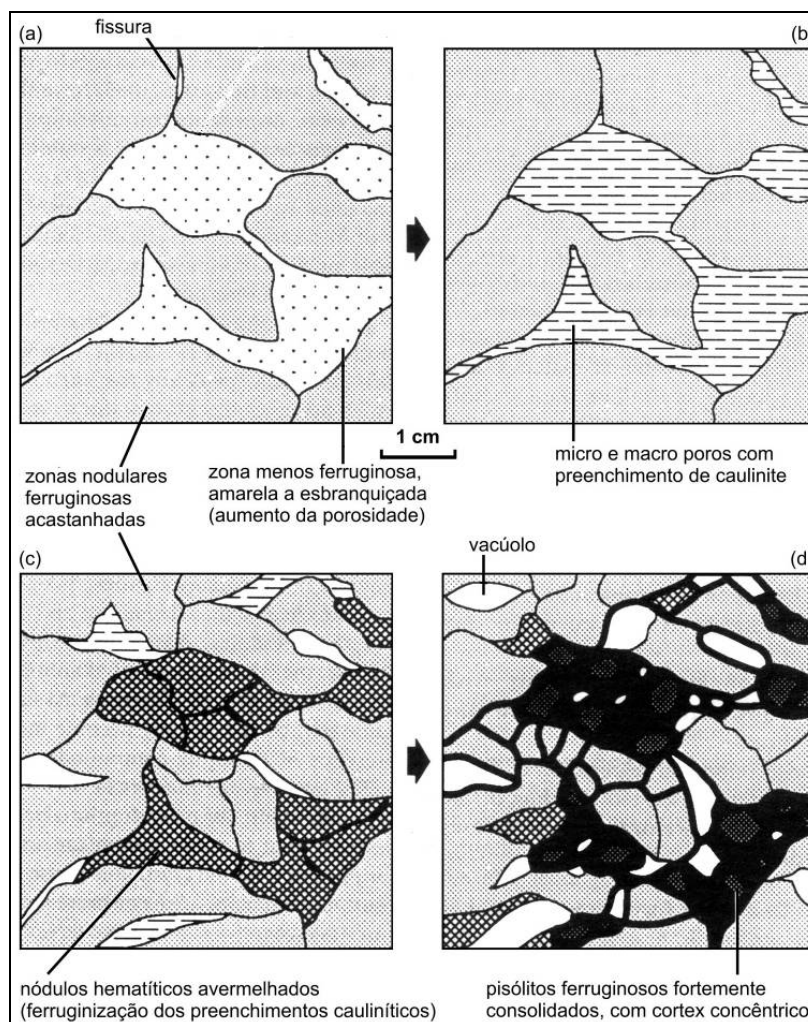 (a)
fissura
(b)
1 cm
zonas nodulares
ferruginosas
acastanhadas
zona menos ferruginosa,
amarela a esbranquiçada
(aumento da porosidade)
micro e macro poros com
preenchimento de caulinite
(c)
vacúolo
(d)
nódulos hematíticos avermelhados
(ferruginização dos preenchimentos cauliníticos)
pisólitos ferruginosos fortemente
consolidados, com cortex concêntrico